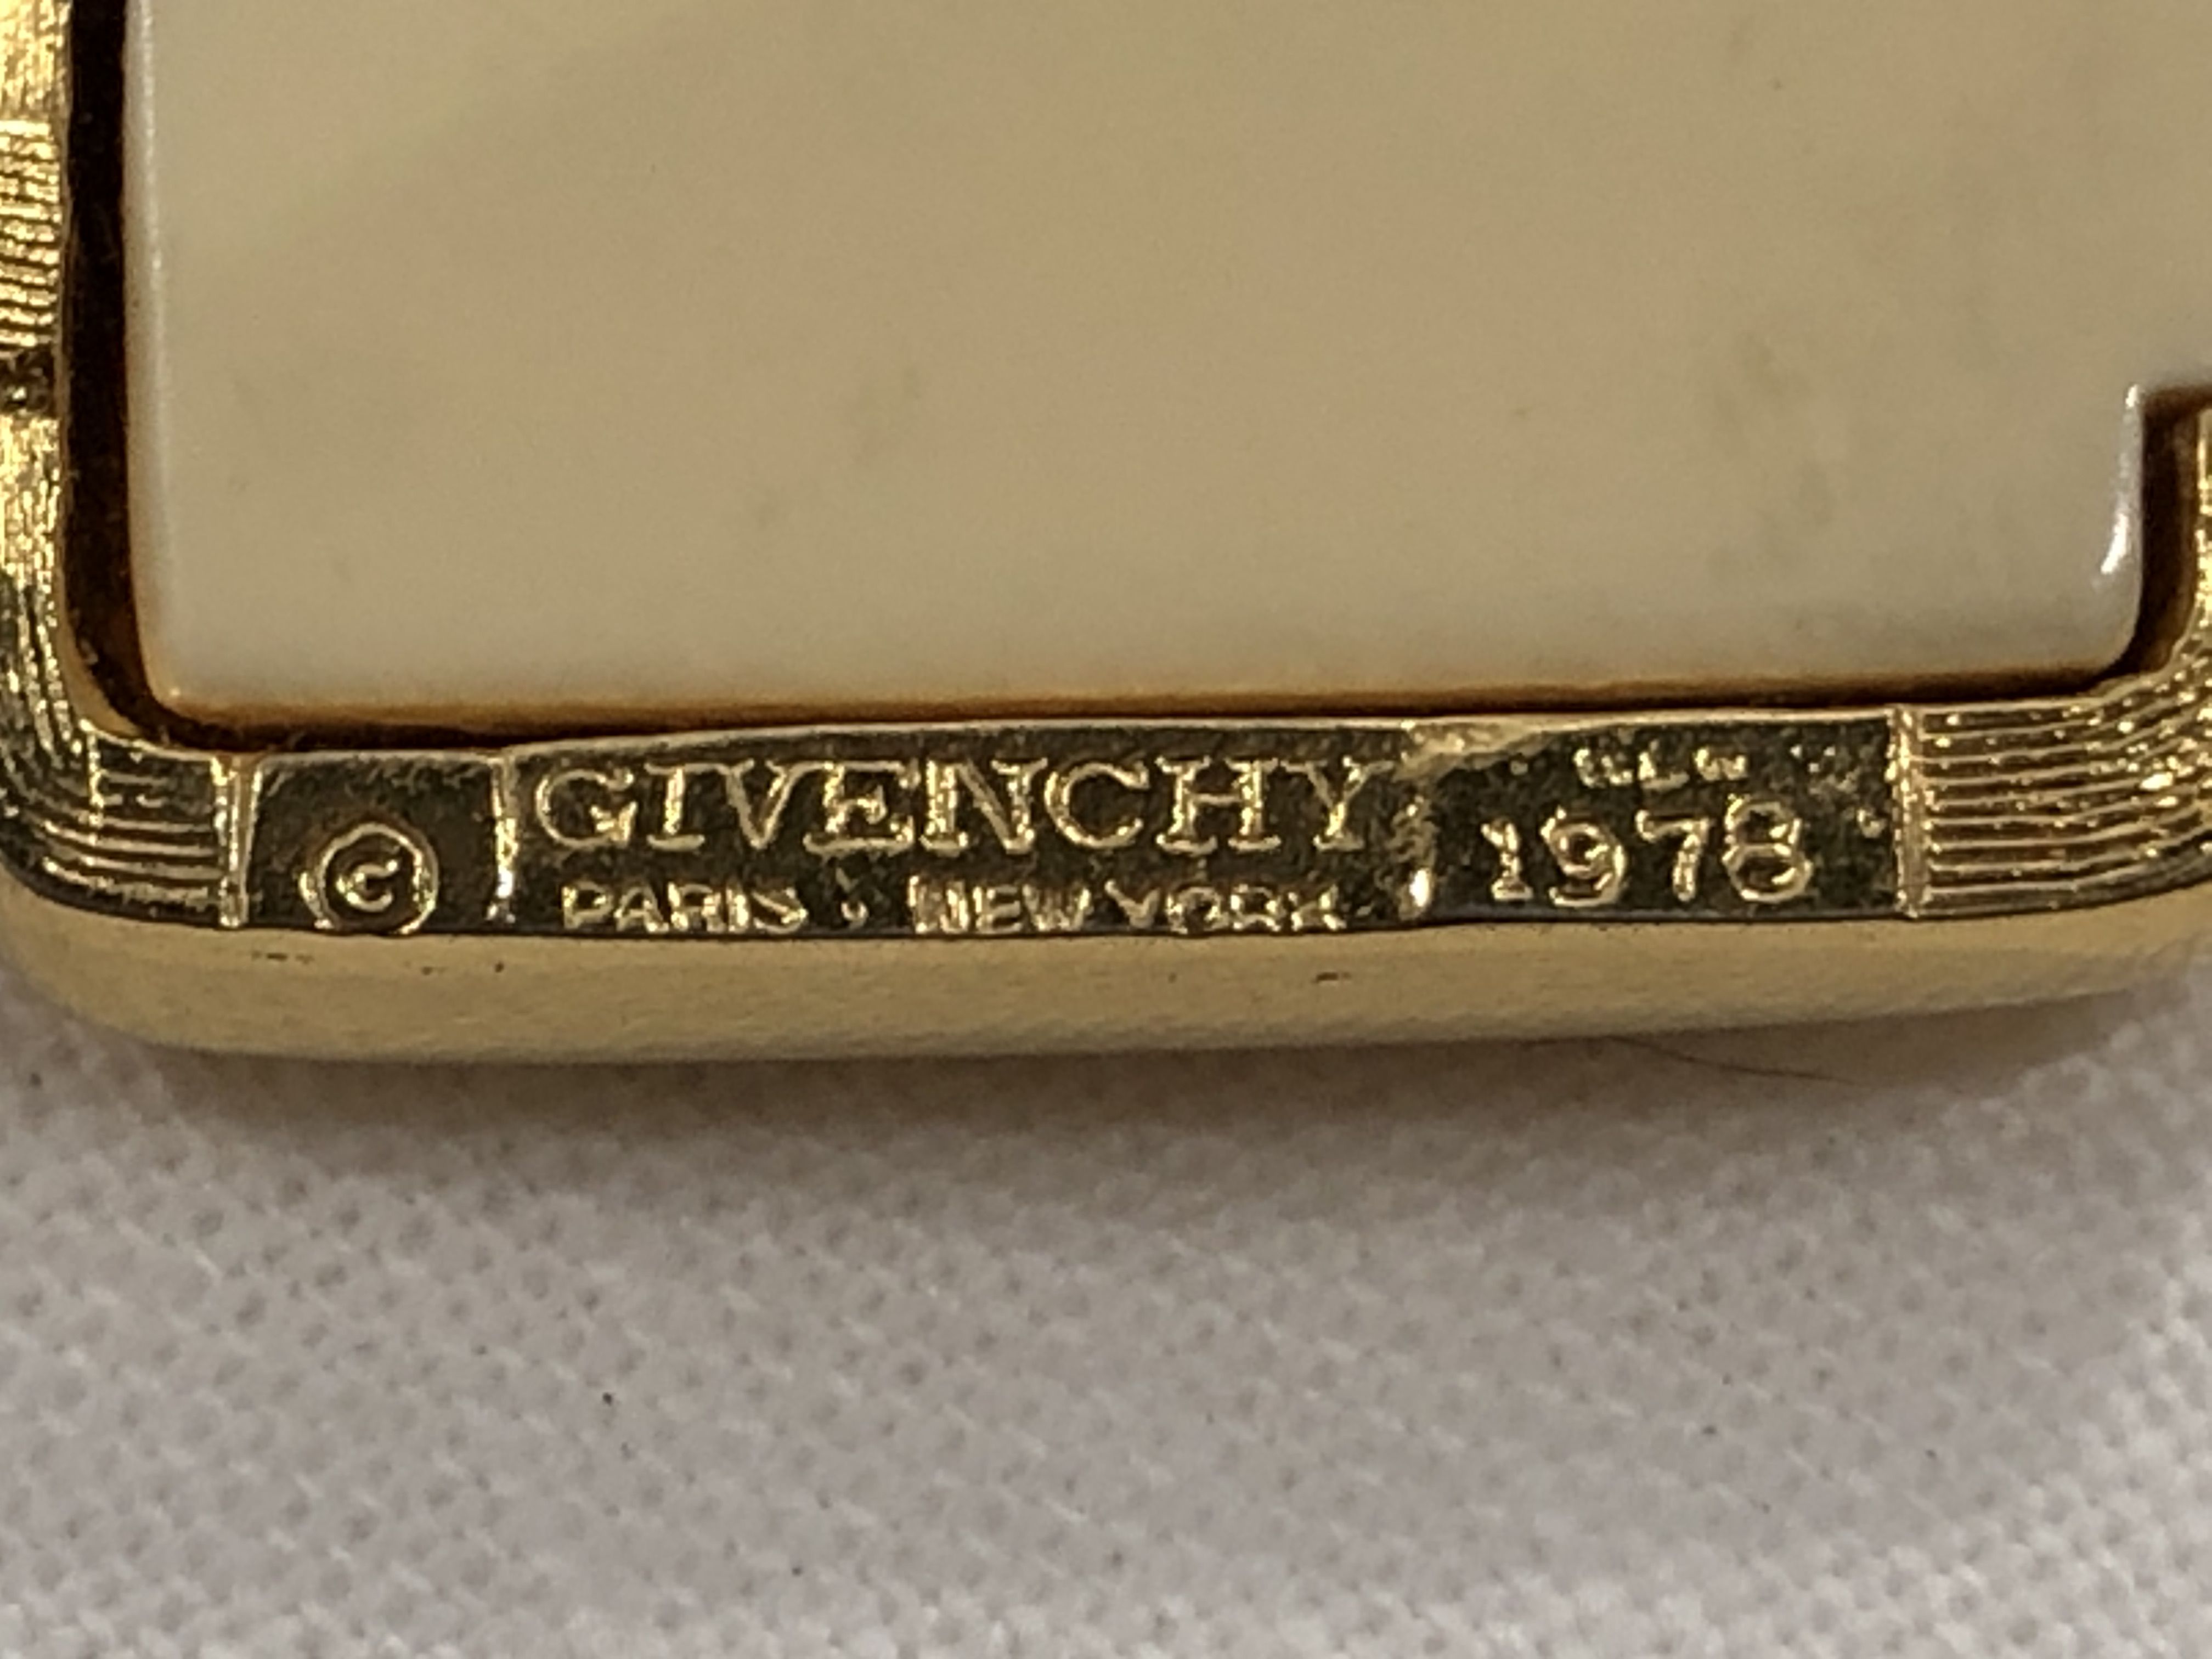 ©
GIVENCHY
PARIS · NEW YORK
1978